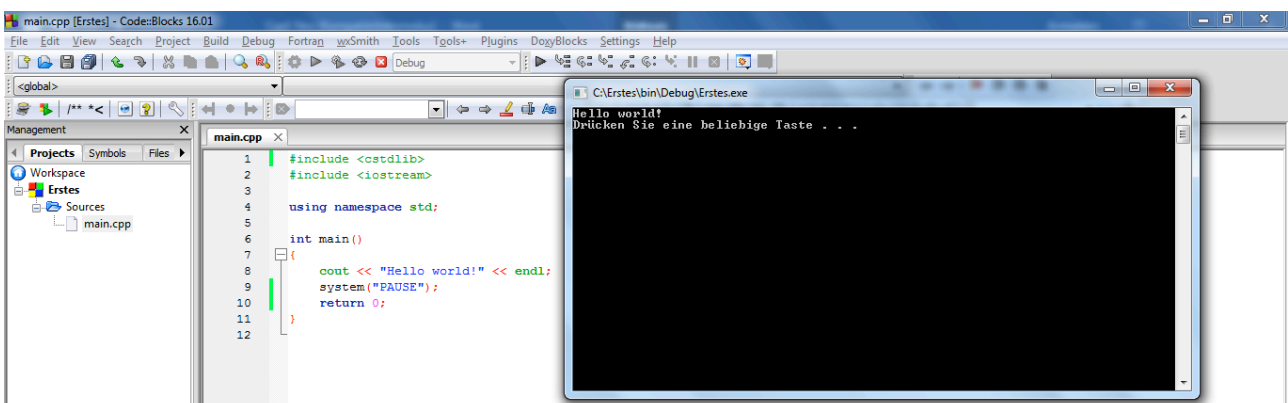 main.cpp [Erstes] - Code::Blocks 16.01
File Edit View Search Project Build Debug Fortran wxSmith Tools Tools+ Plugins DoxyBlocks Settings Help
Debug
<global>
/** *<
Management
Projects Symbols Files
Workspace
Erstes
Sources
main.cpp
main.cpp
1 #include <cstdlib>
2 #include <iostream>
3
4 using namespace std;
5
6 int main()
7 {
8 cout << "Hello world!" << endl;
9 system("PAUSE");
10 return 0;
11 }
12
C:\Erstes\bin\Debug\Erstes.exe
Hello world!
Drücken Sie eine beliebige Taste . . .